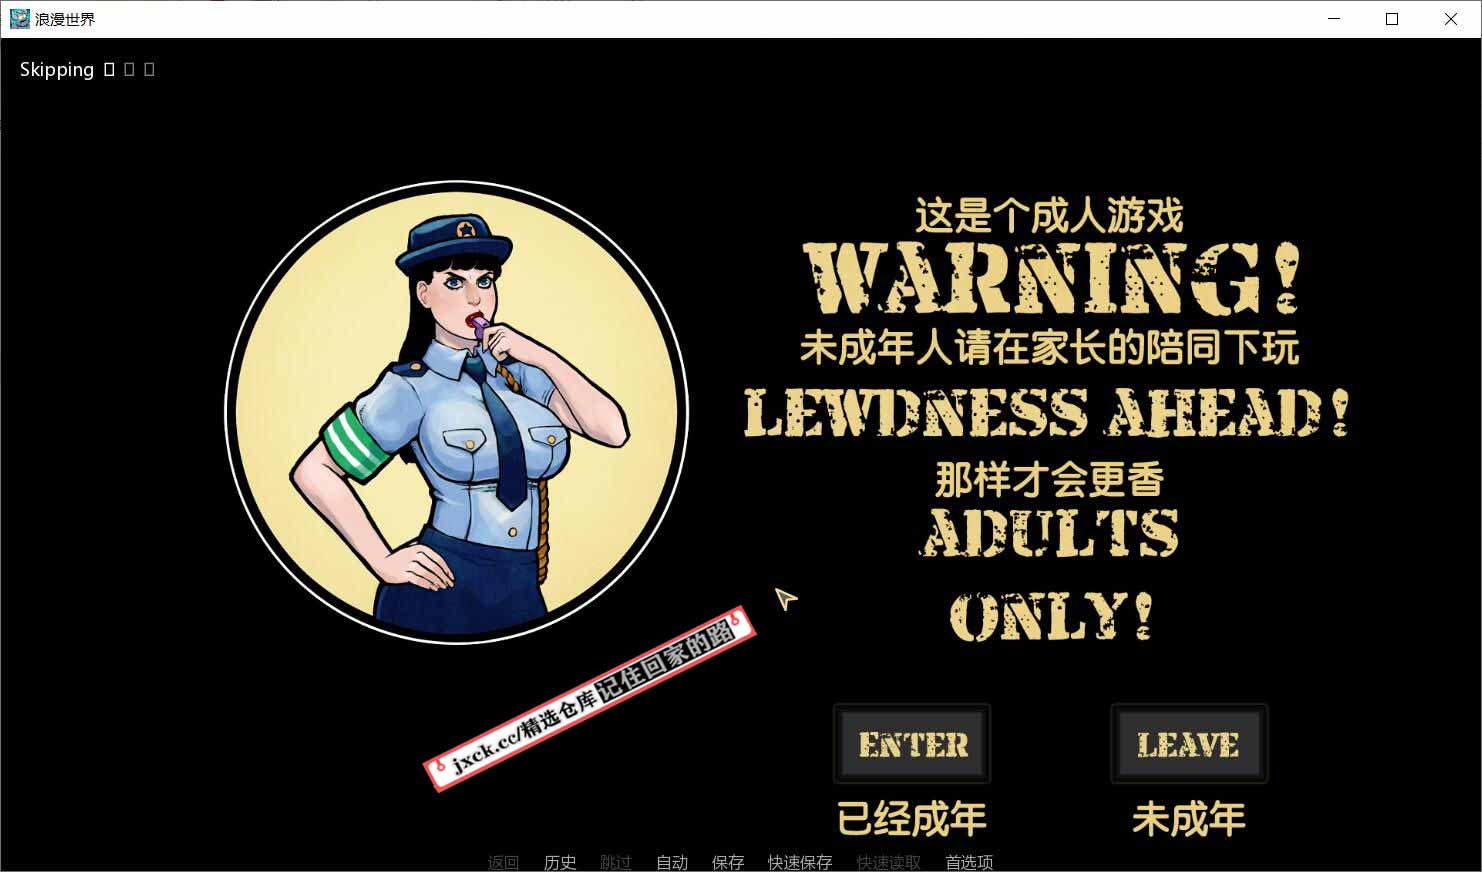 浪漫世界
Skipping
这是个成人游戏
WARNING!
未成年人请在家长的陪同下玩
LEWDNESS AHEAD!
那样才会更香
ADULTS
ONLY!
jxck.cc/精选仓库记住回家的路
ENTER
LEAVE
已经成年
未成年
返回 历史 跳过 自动 保存 快速保存 快速读取 首选项